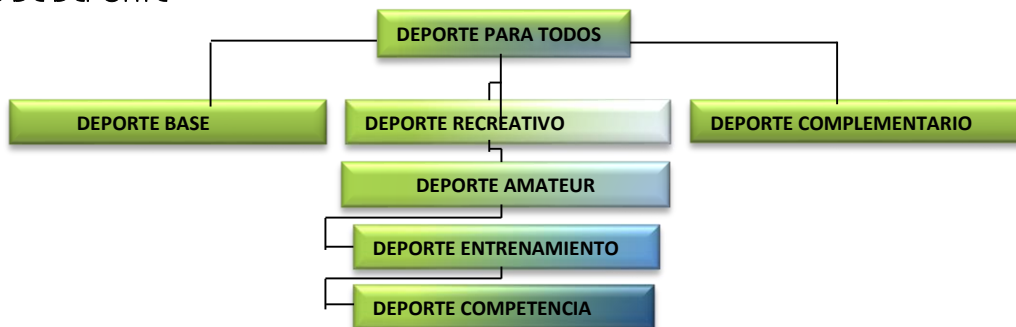 DEPORTE PARA TODOS
DEPORTE BASE
DEPORTE RECREATIVO
DEPORTE COMPLEMENTARIO
DEPORTE AMATEUR
DEPORTE ENTRENAMIENTO
DEPORTE COMPETENCIA